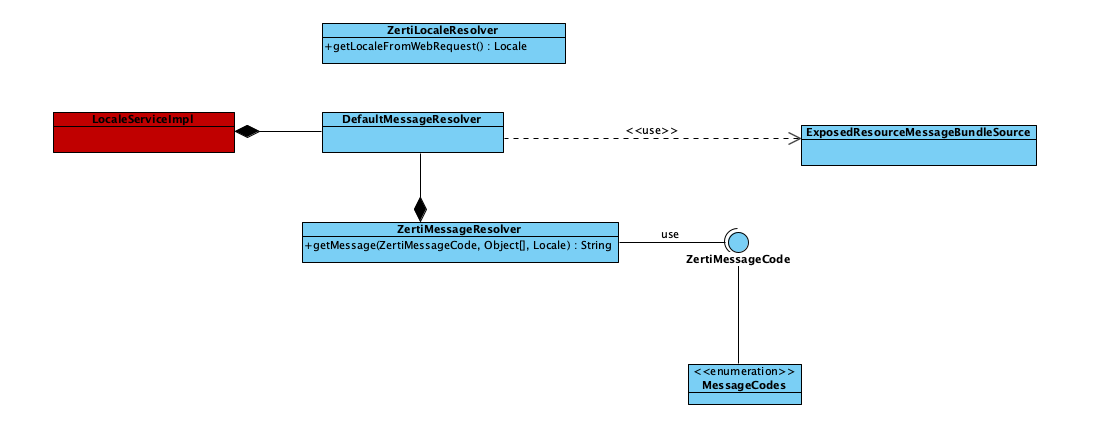 ZertiLocaleResolver
+getLocaleFromWebRequest() : Locale
LocaleServiceImpl
DefaultMessageResolver
<<use>>
ExposedResourceMessageBundleSource
ZertiMessageResolver
+getMessage(ZertiMessageCode, Object[], Locale) : String
use
ZertiMessageCode
<<enumeration>>
MessageCodes